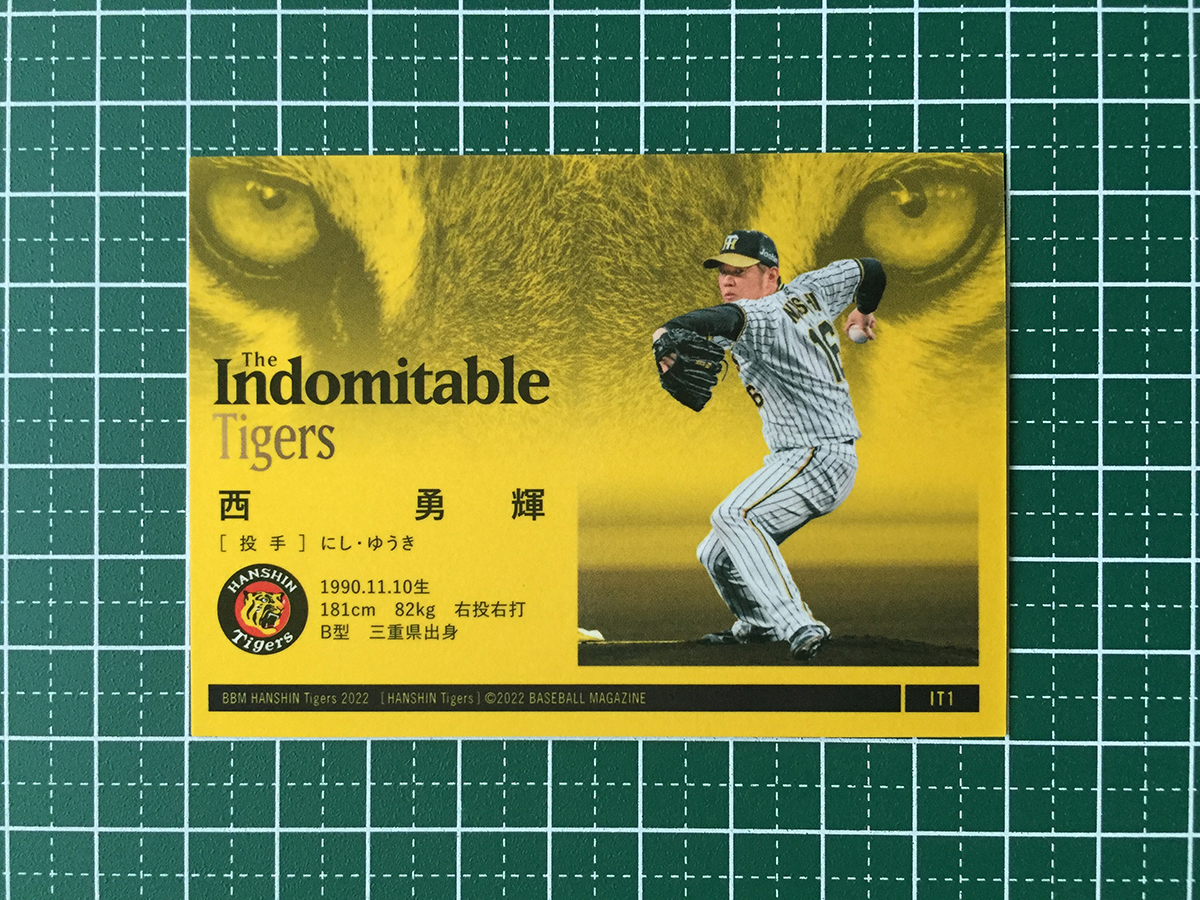 The
Indomitable
Tigers
西 勇 輝
[ 投 手 ] にし・ゆうき
HANSHIN
Tigers
1990.11.10生
181cm 82kg 右投右打
B型 三重県出身
NISHI
16
6
BBM HANSHIN Tigers 2022 [HANSHIN Tigers] ©2022 BASEBALL MAGAZINE
IT1